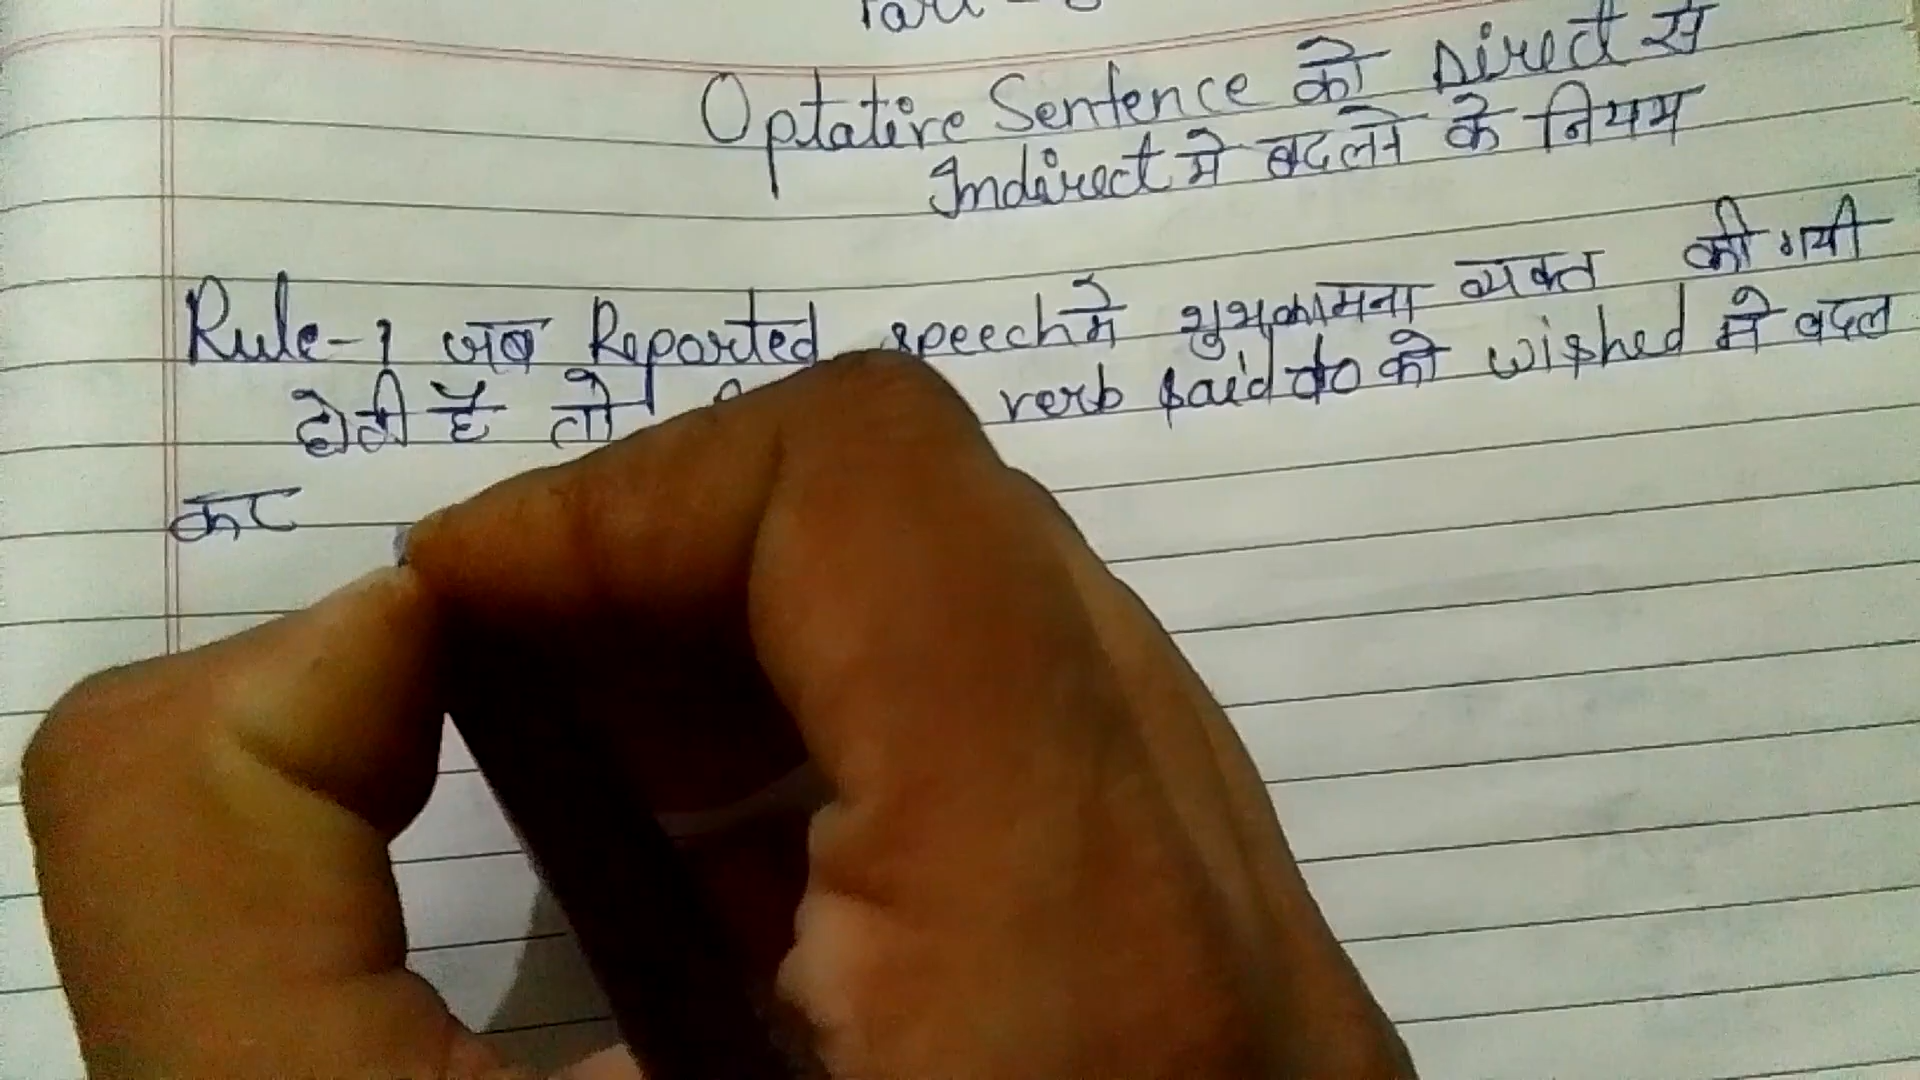 Optative Sentence को Direct से
Indirect मे बदलने के नियम
Rule-1 जब Reported speech मे शुभकामना व्यक्त की गयी
होती है तो verb said to को wished मे बदल
कर